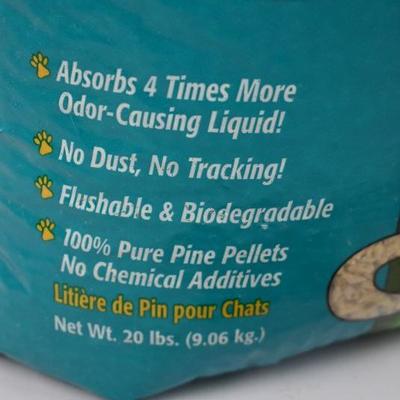 Absorbs 4 Times More
Odor-Causing Liquid!
No Dust, No Tracking!
Flushable & Biodegradable
100% Pure Pine Pellets
No Chemical Additives
Litière de Pin pour Chats
Net Wt. 20 lbs. (9.06 kg.)